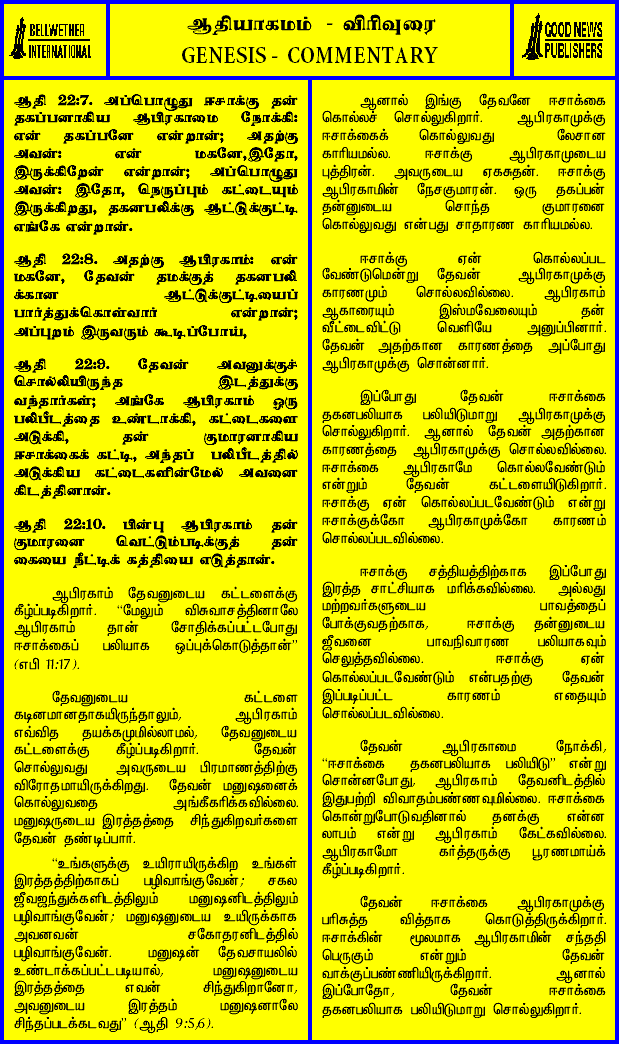 BELLWETHER
INTERNATIONAL
ஆதியாகமம் - விரிவுரை
GENESIS - COMMENTARY
GOOD NEWS
PUBLISHERS
ஆதி 22:7. அப்பொழுது ஈசாக்கு தன்
தகப்பனாகிய ஆபிரகாமை நோக்கி:
என் தகப்பனே என்றான்; அதற்கு
அவன்: என் மகனே,இதோ,
இருக்கிறேன் என்றான்; அப்பொழுது
அவன்: இதோ, நெருப்பும் கட்டையும்
இருக்கிறது, தகனபலிக்கு ஆட்டுக்குட்டி
எங்கே என்றான்.
ஆதி 22:8. அதற்கு ஆபிரகாம்: என்
மகனே, தேவன் தமக்குத் தகனபலி
க்கான ஆட்டுக்குட்டியைப்
பார்த்துக்கொள்வார் என்றான்;
அப்புறம் இருவரும் கூடிப்போய்,
ஆதி 22:9. தேவன் அவனுக்குச்
சொல்லியிருந்த இடத்துக்கு
வந்தார்கள்; அங்கே ஆபிரகாம் ஒரு
பலிபீடத்தை உண்டாக்கி, கட்டைகளை
அடுக்கி, தன் குமாரனாகிய
ஈசாக்கைக் கட்டி, அந்தப் பலிபீடத்தில்
அடுக்கிய கட்டைகளின்மேல் அவனை
கிடத்தினான்.
ஆதி 22:10. பின்பு ஆபிரகாம் தன்
குமாரனை வெட்டும்படிக்குத் தன்
கையை நீட்டிக் கத்தியை எடுத்தான்.
ஆபிரகாம் தேவனுடைய கட்டளைக்கு
கீழ்ப்படிகிறார். “மேலும் விசுவாசத்தினாலே
ஆபிரகாம் தான் சோதிக்கப்பட்டபோது
ஈசாக்கைப் பலியாக ஒப்புக்கொடுத்தான்”
(எபி 11:17).
தேவனுடைய கட்டளை
கடினமானதாகயிருந்தாலும், ஆபிரகாம்
எவ்வித தயக்கமுமில்லாமல், தேவனுடைய
கட்டளைக்கு கீழ்ப்படிகிறார். தேவன்
சொல்லுவது அவருடைய பிரமாணத்திற்கு
விரோதமாயிருக்கிறது. தேவன் மனுஷனைக்
கொல்லுவதை அங்கீகரிக்கவில்லை.
மனுஷருடைய இரத்தத்தை சிந்துகிறவர்களை
தேவன் தண்டிப்பார்.
“உங்களுக்கு உயிராயிருக்கிற உங்கள்
இரத்தத்திற்காகப் பழிவாங்குவேன்; சகல
ஜீவஜந்துக்களிடத்திலும் மனுஷனிடத்திலும்
பழிவாங்குவேன்; மனுஷனுடைய உயிருக்காக
அவனவன் சகோதரனிடத்தில்
பழிவாங்குவேன். மனுஷன் தேவசாயலில்
உண்டாக்கப்பட்டபடியால், மனுஷனுடைய
இரத்தத்தை எவன் சிந்துகிறானோ,
அவனுடைய இரத்தம் மனுஷனாலே
சிந்தப்படக்கடவது” (ஆதி 9:5,6).
ஆனால் இங்கு தேவனே ஈசாக்கை
கொல்லச் சொல்லுகிறார். ஆபிரகாமுக்கு
ஈசாக்கைக் கொல்லுவது லேசான
காரியமல்ல. ஈசாக்கு ஆபிரகாமுடைய
புத்திரன். அவருடைய ஏகசுதன். ஈசாக்கு
ஆபிரகாமின் நேசகுமாரன். ஒரு தகப்பன்
தன்னுடைய சொந்த குமாரனை
கொல்லுவது என்பது சாதாரண காரியமல்ல.
ஈசாக்கு ஏன் கொல்லப்பட
வேண்டுமென்று தேவன் ஆபிரகாமுக்கு
காரணமும் சொல்லவில்லை. ஆபிரகாம்
ஆகாரையும் இஸ்மவேலையும் தன்
வீட்டைவிட்டு வெளியே அனுப்பினார்.
தேவன் அதற்கான காரணத்தை அப்போது
ஆபிரகாமுக்கு சொன்னார்.
இப்போது தேவன் ஈசாக்கை
தகனபலியாக பலியிடுமாறு ஆபிரகாமுக்கு
சொல்லுகிறார். ஆனால் தேவன் அதற்கான
காரணத்தை ஆபிரகாமுக்கு சொல்லவில்லை.
ஈசாக்கை ஆபிரகாமே கொல்லவேண்டும்
என்றும் தேவன் கட்டளையிடுகிறார்.
ஈசாக்கு ஏன் கொல்லப்படவேண்டும் என்று
ஈசாக்குக்கோ ஆபிரகாமுக்கோ காரணம்
சொல்லப்படவில்லை.
ஈசாக்கு சத்தியத்திற்காக இப்போது
இரத்த சாட்சியாக மரிக்கவில்லை. அல்லது
மற்றவர்களுடைய பாவத்தைப்
போக்குவதற்காக, ஈசாக்கு தன்னுடைய
ஜீவனை பாவநிவாரண பலியாகவும்
செலுத்தவில்லை. ஈசாக்கு ஏன்
கொல்லப்படவேண்டும் என்பதற்கு தேவன்
இப்படிப்பட்ட காரணம் எதையும்
சொல்லப்படவில்லை.
தேவன் ஆபிரகாமை நோக்கி,
“ஈசாக்கை தகனபலியாக பலியிடு” என்று
சொன்னபோது, ஆபிரகாம் தேவனிடத்தில்
இதுபற்றி விவாதம்பண்ணவுமில்லை. ஈசாக்கை
கொன்றுபோடுவதினால் தனக்கு என்ன
லாபம் என்று ஆபிரகாம் கேட்கவில்லை.
ஆபிரகாமோ கர்த்தருக்கு பூரணமாய்க்
கீழ்ப்படிகிறார்.
தேவன் ஈசாக்கை ஆபிரகாமுக்கு
பரிசுத்த வித்தாக கொடுத்திருக்கிறார்.
ஈசாக்கின் மூலமாக ஆபிரகாமின் சந்ததி
பெருகும் என்றும் தேவன்
வாக்குப்பண்ணியிருக்கிறார். ஆனால்
இப்போதோ, தேவன் ஈசாக்கை
தகனபலியாக பலியிடுமாறு சொல்லுகிறார்.